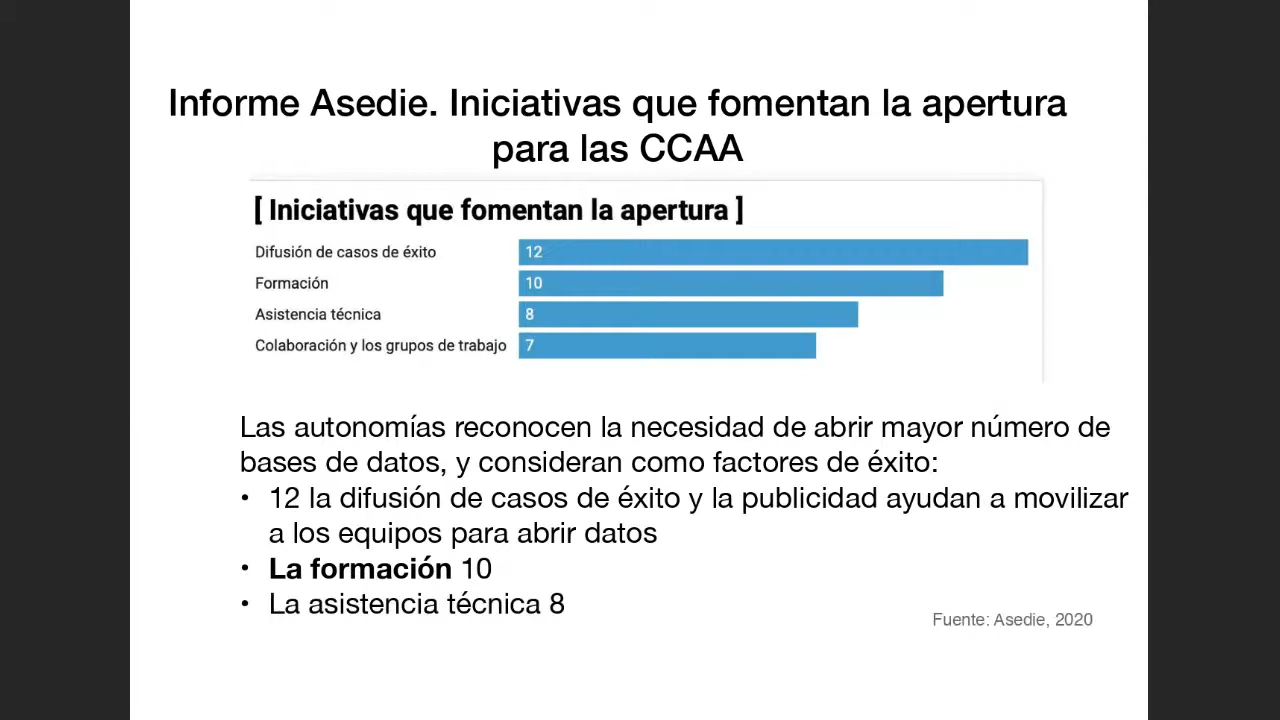 Informe Asedie. Iniciativas que fomentan la apertura
para las CCAA
[ Iniciativas que fomentan la apertura ]
Difusión de casos de éxito 12
Formación 10
Asistencia técnica 8
Colaboración y los grupos de trabajo 7
Las autonomías reconocen la necesidad de abrir mayor número de
bases de datos, y consideran como factores de éxito:
• 12 la difusión de casos de éxito y la publicidad ayudan a movilizar
a los equipos para abrir datos
• La formación 10
• La asistencia técnica 8
Fuente: Asedie, 2020